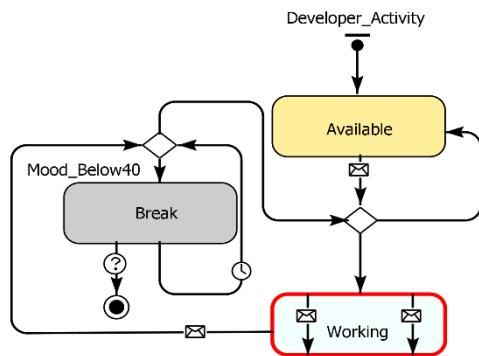 Developer_Activity
Available
Mood_Below40
Break
?
Working